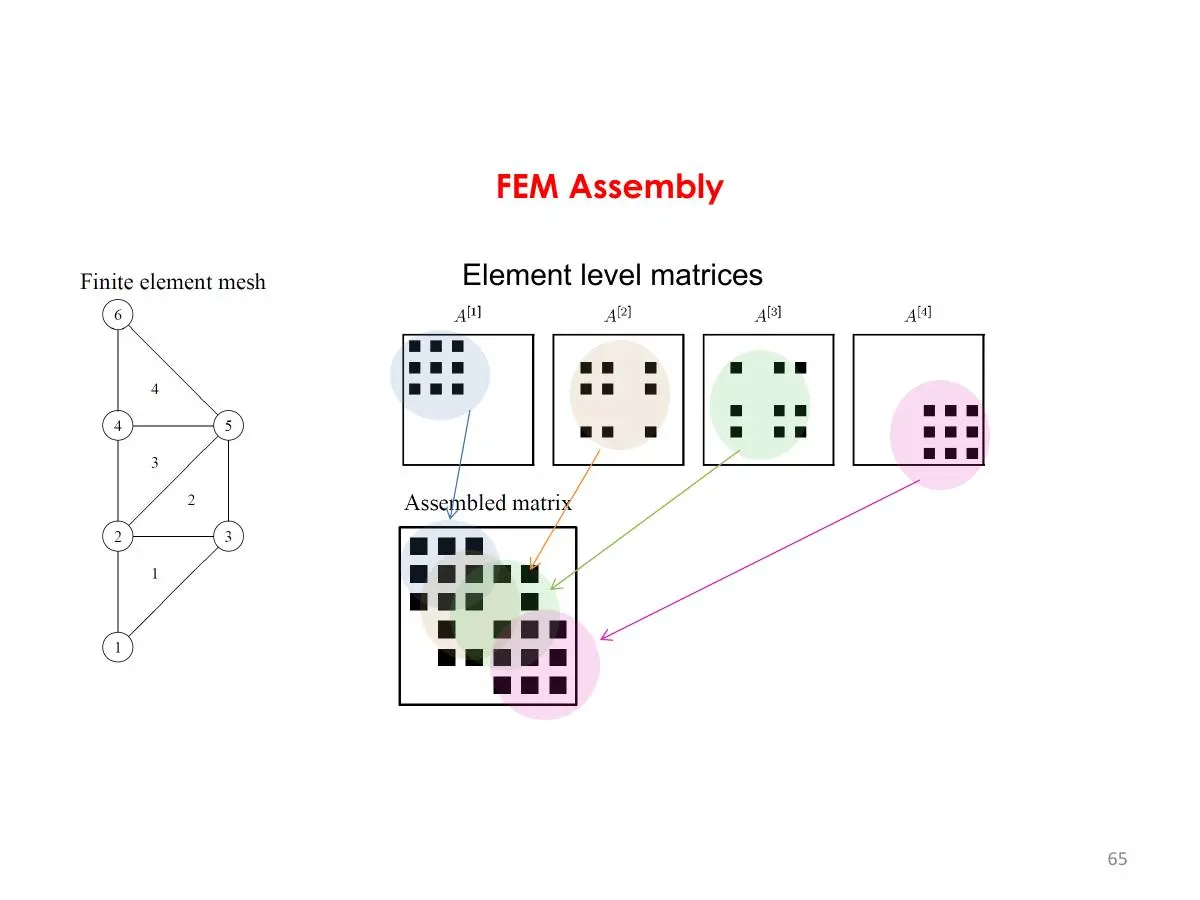 FEM Assembly
Finite element mesh
6
4
4
5
3
2
2
3
1
1
Element level matrices
A^[1] A^[2] A^[3] A^[4]
Assembled matrix
65